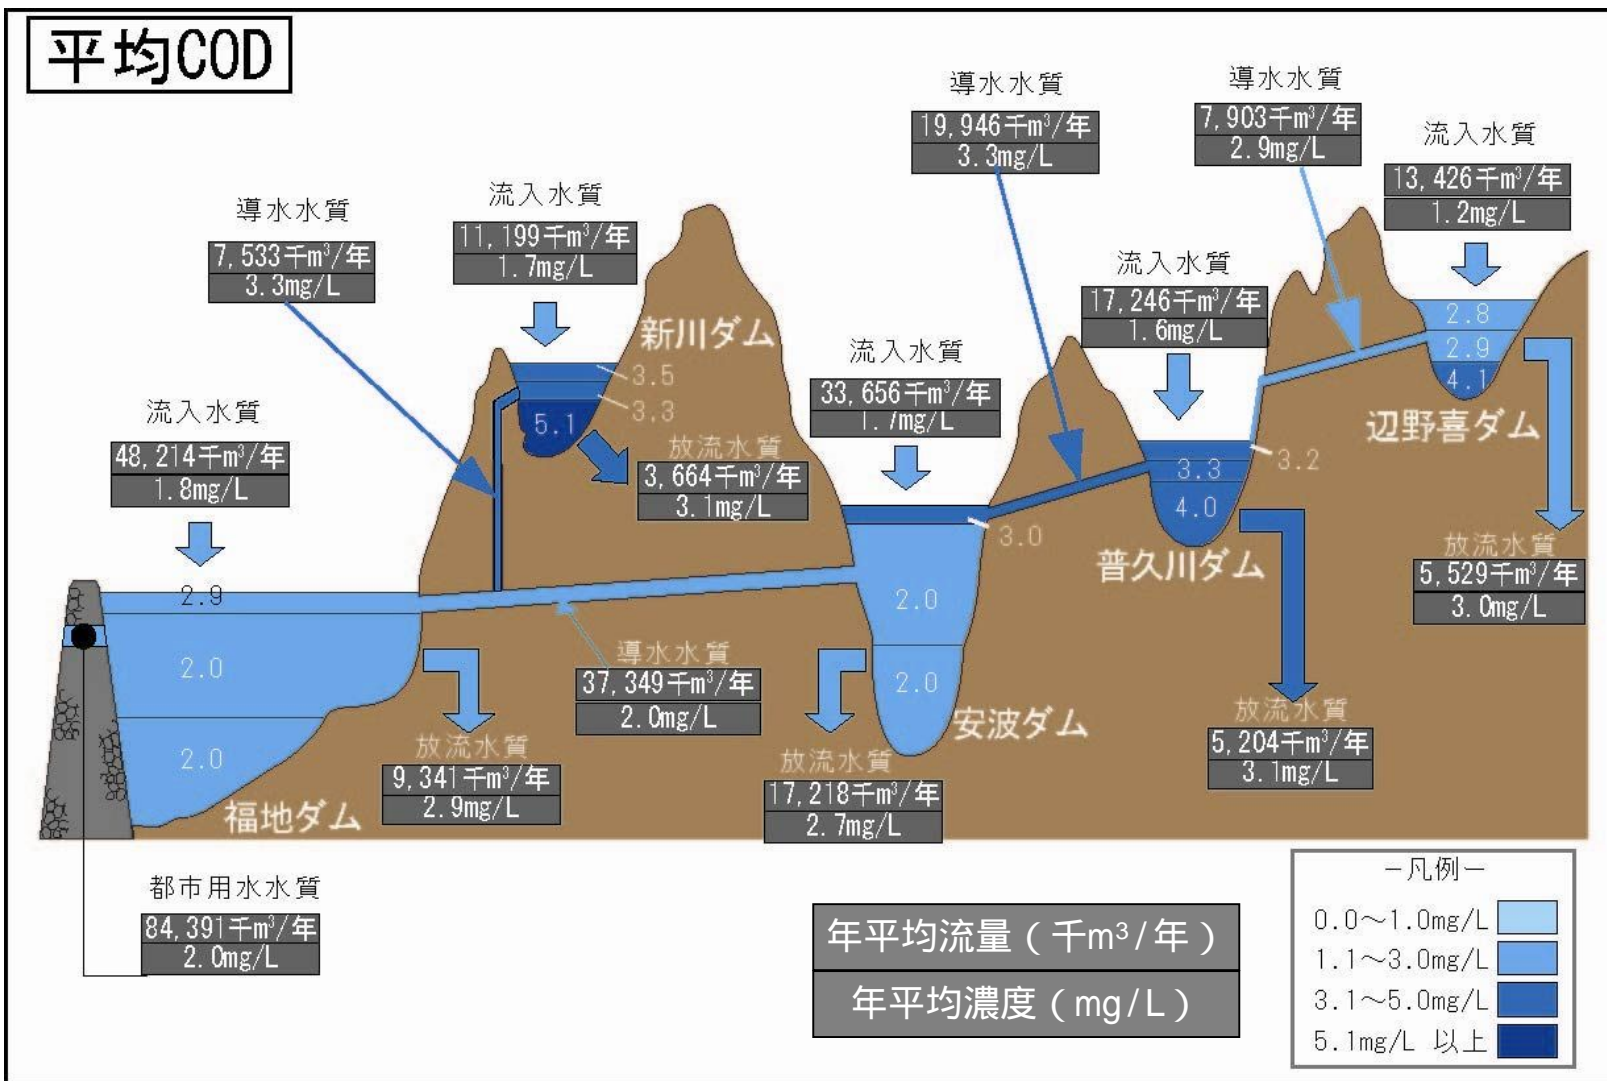 平均COD
導水水質
19,946千m³/年
3.3mg/L
導水水質
7,903千m³/年
2.9mg/L
流入水質
13,426千m³/年
1.2mg/L
導水水質
7,533千m³/年
3.3mg/L
流入水質
11,199千m³/年
1.7mg/L
流入水質
17,246千m³/年
1.6mg/L
2.8
2.9
4.1
辺野喜ダム
新川ダム
3.5
3.3
5.1
放流水質
3,664千m³/年
3.1mg/L
流入水質
33,656千m³/年
1.7mg/L
流入水質
48,214千m³/年
1.8mg/L
3.2
3.3
4.0
普久川ダム
3.0
2.0
2.0
安波ダム
放流水質
5,529千m³/年
3.0mg/L
2.9
2.0
2.0
福地ダム
導水水質
37,349千m³/年
2.0mg/L
放流水質
9,341千m³/年
2.9mg/L
放流水質
17,218千m³/年
2.7mg/L
放流水質
5,204千m³/年
3.1mg/L
都市用水水質
84,391千m³/年
2.0mg/L
年平均流量(千m³/年)
年平均濃度(mg/L)
−凡例−
0.0〜1.0mg/L
1.1〜3.0mg/L
3.1〜5.0mg/L
5.1mg/L 以上